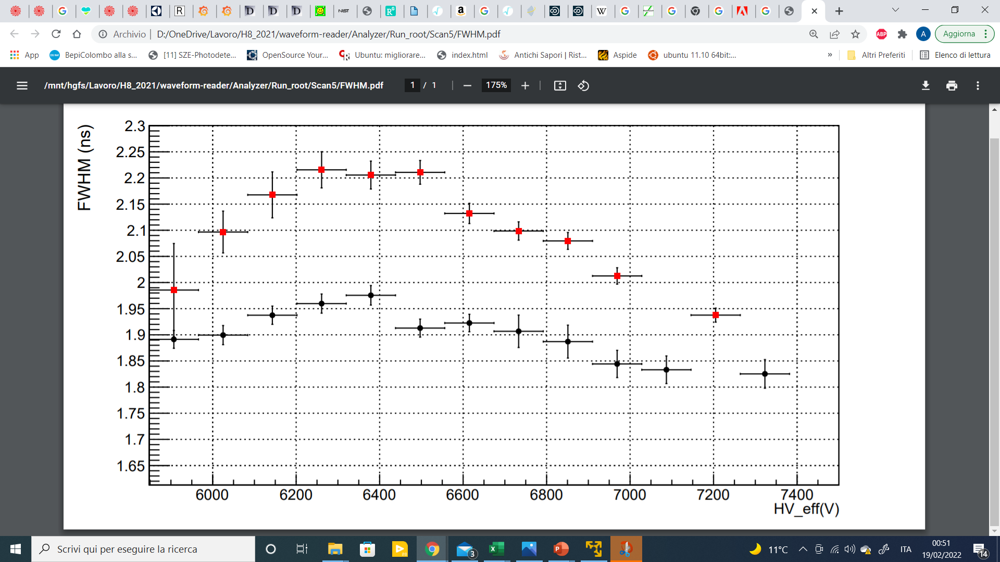 Archivio D:/OneDrive/Lavoro/H8_2021/waveform-reader/Analyzer/Run_root/Scan5/FWHM.pdf ABP A Aggiorna
App BepiColombo alla s... [11] SZE-Photodete... OpenSource Your... Ubuntu: migliorare... index.html Antichi Sapori | Rist... Aspide ubuntu 11.10 64bit:... » Altri Preferiti Elenco di lettura
/mnt/hgfs/Lavoro/H8_2021/waveform-reader/Analyzer/Run_root/Scan5/FWHM.pdf 1 / 1 175%
FWHM (ns)
2.3
2.25
2.2
2.15
2.1
2.05
2
1.95
1.9
1.85
1.8
1.75
1.7
1.65
6000 6200 6400 6600 6800 7000 7200 7400
HV_eff(V)
Scrivi qui per eseguire la ricerca 3 11°C ITA 00:51
19/02/2022 14